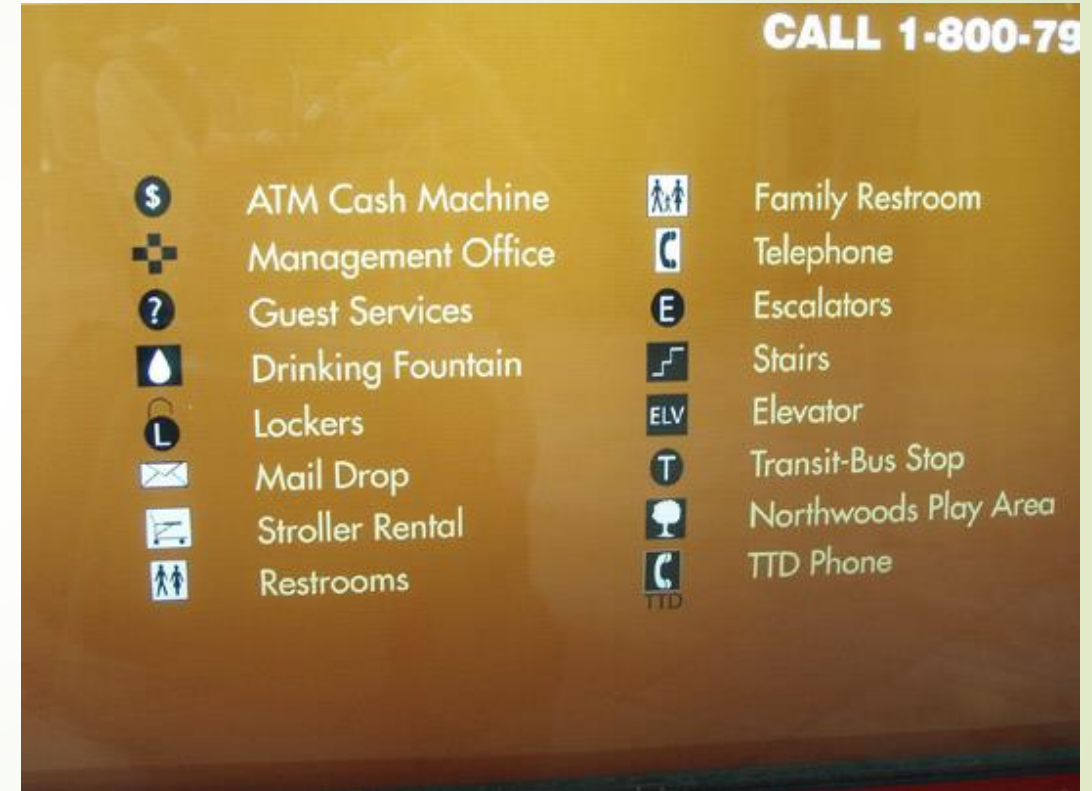 CALL 1-800-79
$ ATM Cash Machine
Management Office
? Guest Services
Drinking Fountain
L Lockers
Mail Drop
Stroller Rental
Restrooms
Family Restroom
Telephone
E Escalators
Stairs
ELV Elevator
T Transit-Bus Stop
Northwoods Play Area
TTD Phone
TTD